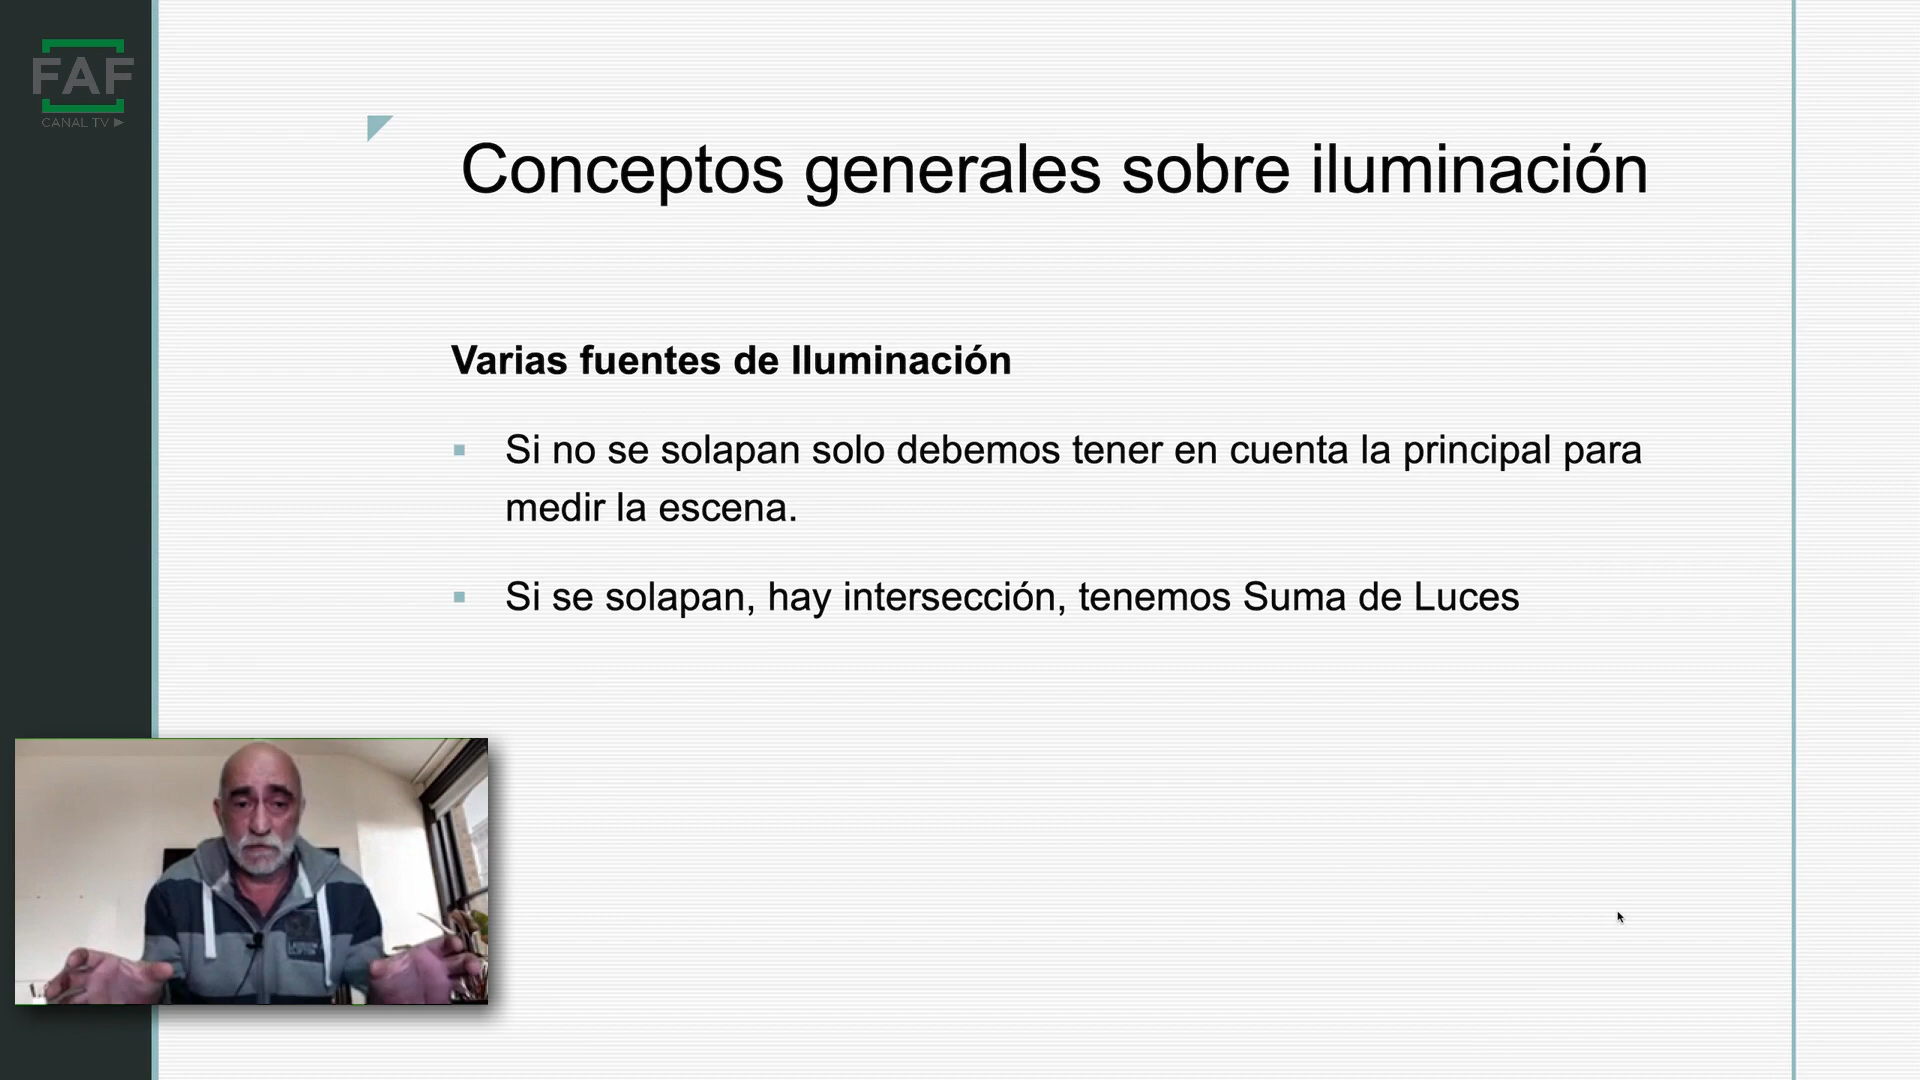 FAF
CANAL TV
Conceptos generales sobre iluminación
Varias fuentes de Iluminación
Si no se solapan solo debemos tener en cuenta la principal para
medir la escena.
Si se solapan, hay intersección, tenemos Suma de Luces